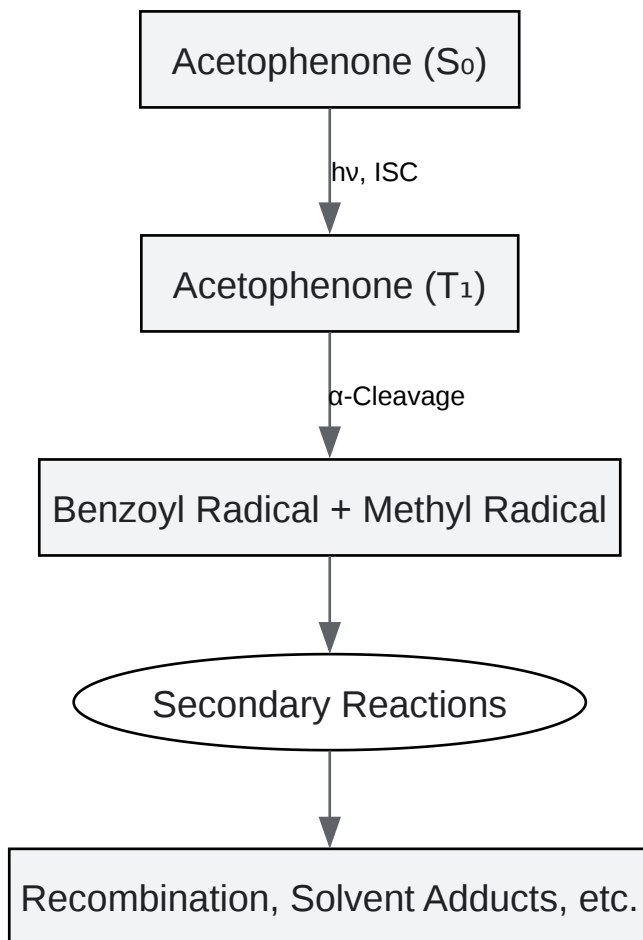 Acetophenone (S₀)
hν, ISC
Acetophenone (T₁)
α-Cleavage
Benzoyl Radical + Methyl Radical
Secondary Reactions
Recombination, Solvent Adducts, etc.